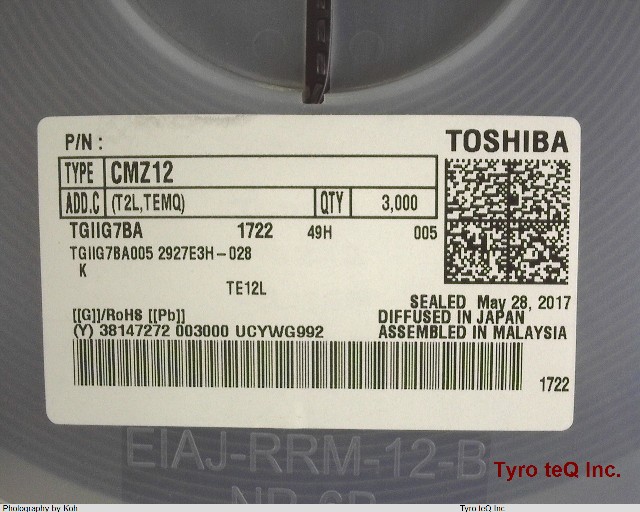 P/N :
TOSHIBA
TYPE CMZ12
ADD.C (T2L,TEMQ) QTY 3,000
TGIIG7BA 1722 49H 005
TGIIG7BA005 2927E3H-028
K
TE12L
SEALED May 28, 2017
[[G]]/RoHS [[Pb]] DIFFUSED IN JAPAN
(Y) 38147272 003000 UCYWG992 ASSEMBLED IN MALAYSIA
1722
EIAJ-RRM-12-B
Tyro teQ Inc.
Photography by Koh Tyro teQ Inc